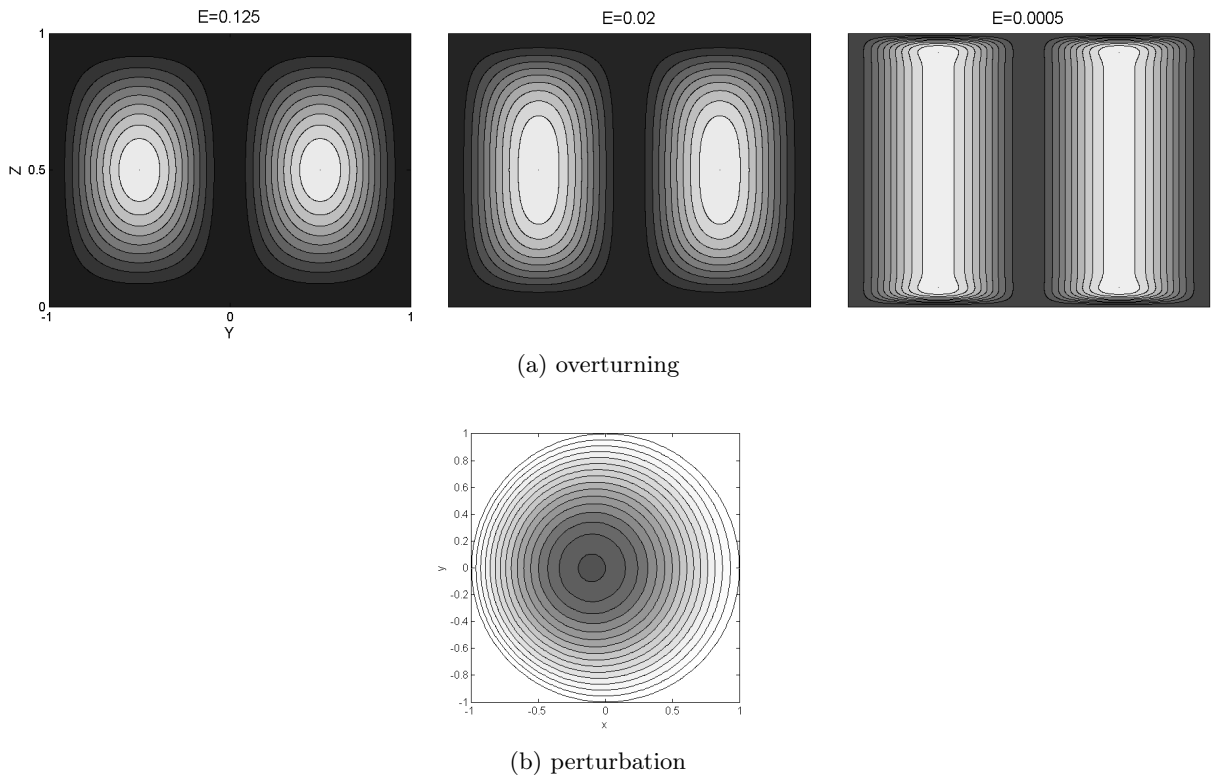 E=0.125
E=0.02
E=0.0005
1
Z 0.5
0
-1 0 1
Y
(a) overturning
1
0.8
0.6
0.4
0.2
y 0
-0.2
-0.4
-0.6
-0.8
-1
-1 -0.5 0 0.5 1
x
(b) perturbation